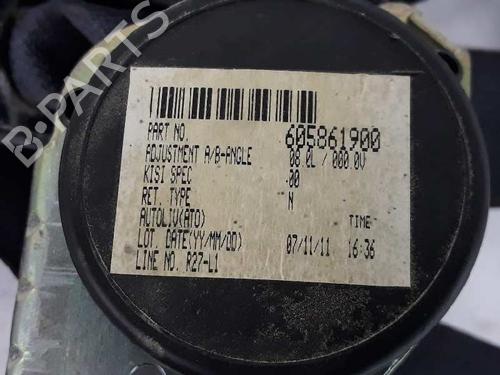 B-PARTS
PART NO. 605861900
ADJUSTMENT A/B-ANGLE 08.0L / 000.0V
KISI SPEC 00
RET. TYPE N
AUTOLIV(ATO) TIME
LOT. DATE(YY/MM/DD) 07/11/11 16:36
LINE NO. R27-L1